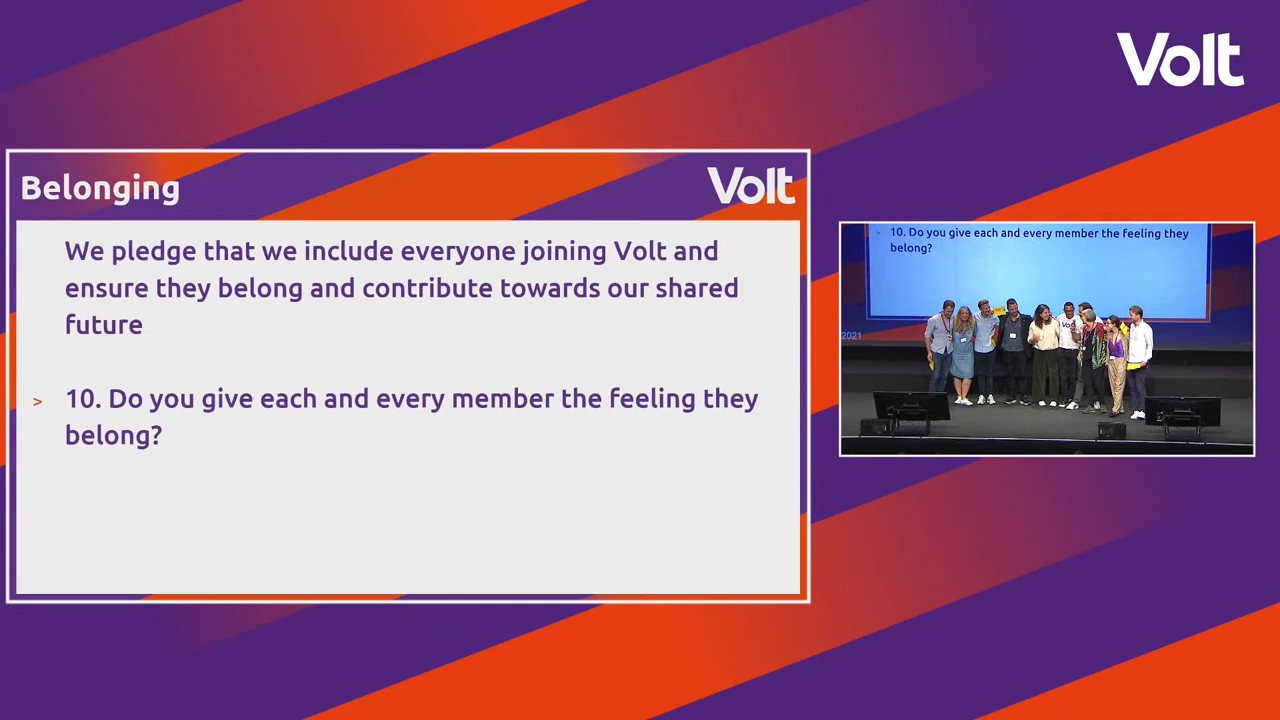 Volt
Belonging
Volt
We pledge that we include everyone joining Volt and
ensure they belong and contribute towards our shared
future
> 10. Do you give each and every member the feeling they
belong?
10. Do you give each and every member the feeling they
belong?
2021
Volt